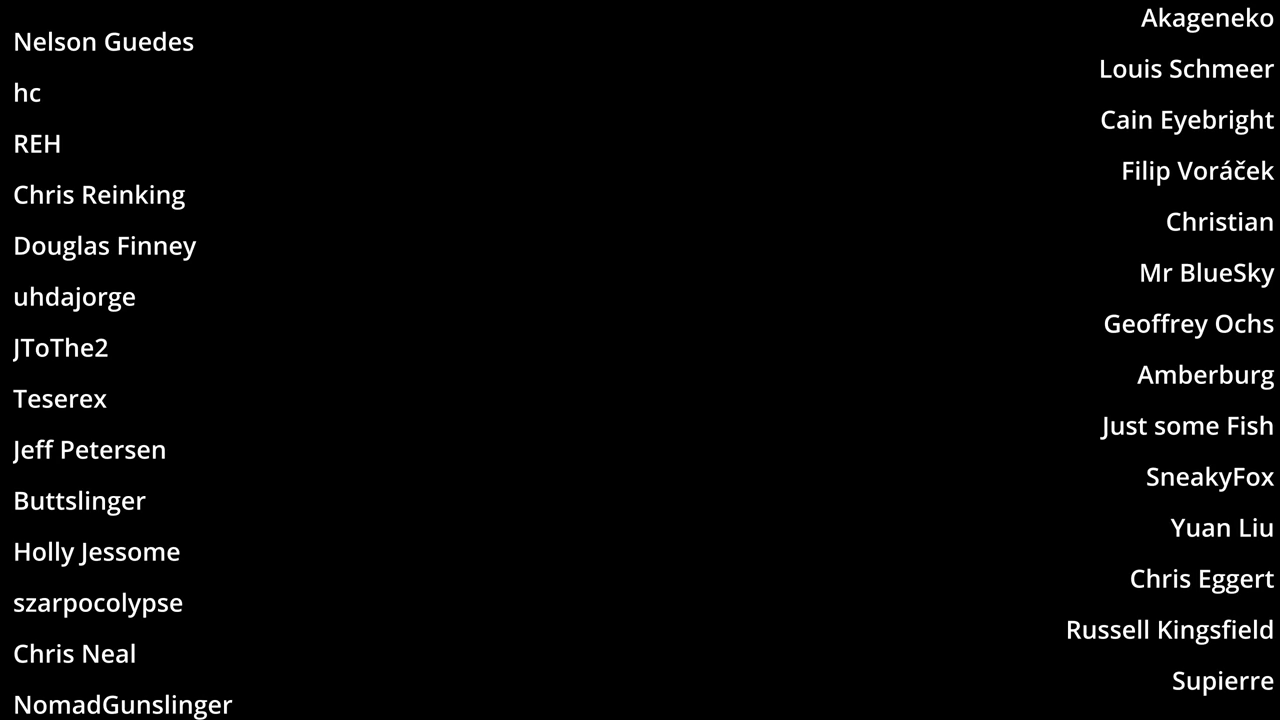 Nelson Guedes
hc
REH
Chris Reinking
Douglas Finney
uhdajorge
JToThe2
Teserex
Jeff Petersen
Buttslinger
Holly Jessome
szarpocolypse
Chris Neal
NomadGunslinger
Akageneko
Louis Schmeer
Cain Eyebright
Filip Voráček
Christian
Mr BlueSky
Geoffrey Ochs
Amberburg
Just some Fish
SneakyFox
Yuan Liu
Chris Eggert
Russell Kingsfield
Supierre